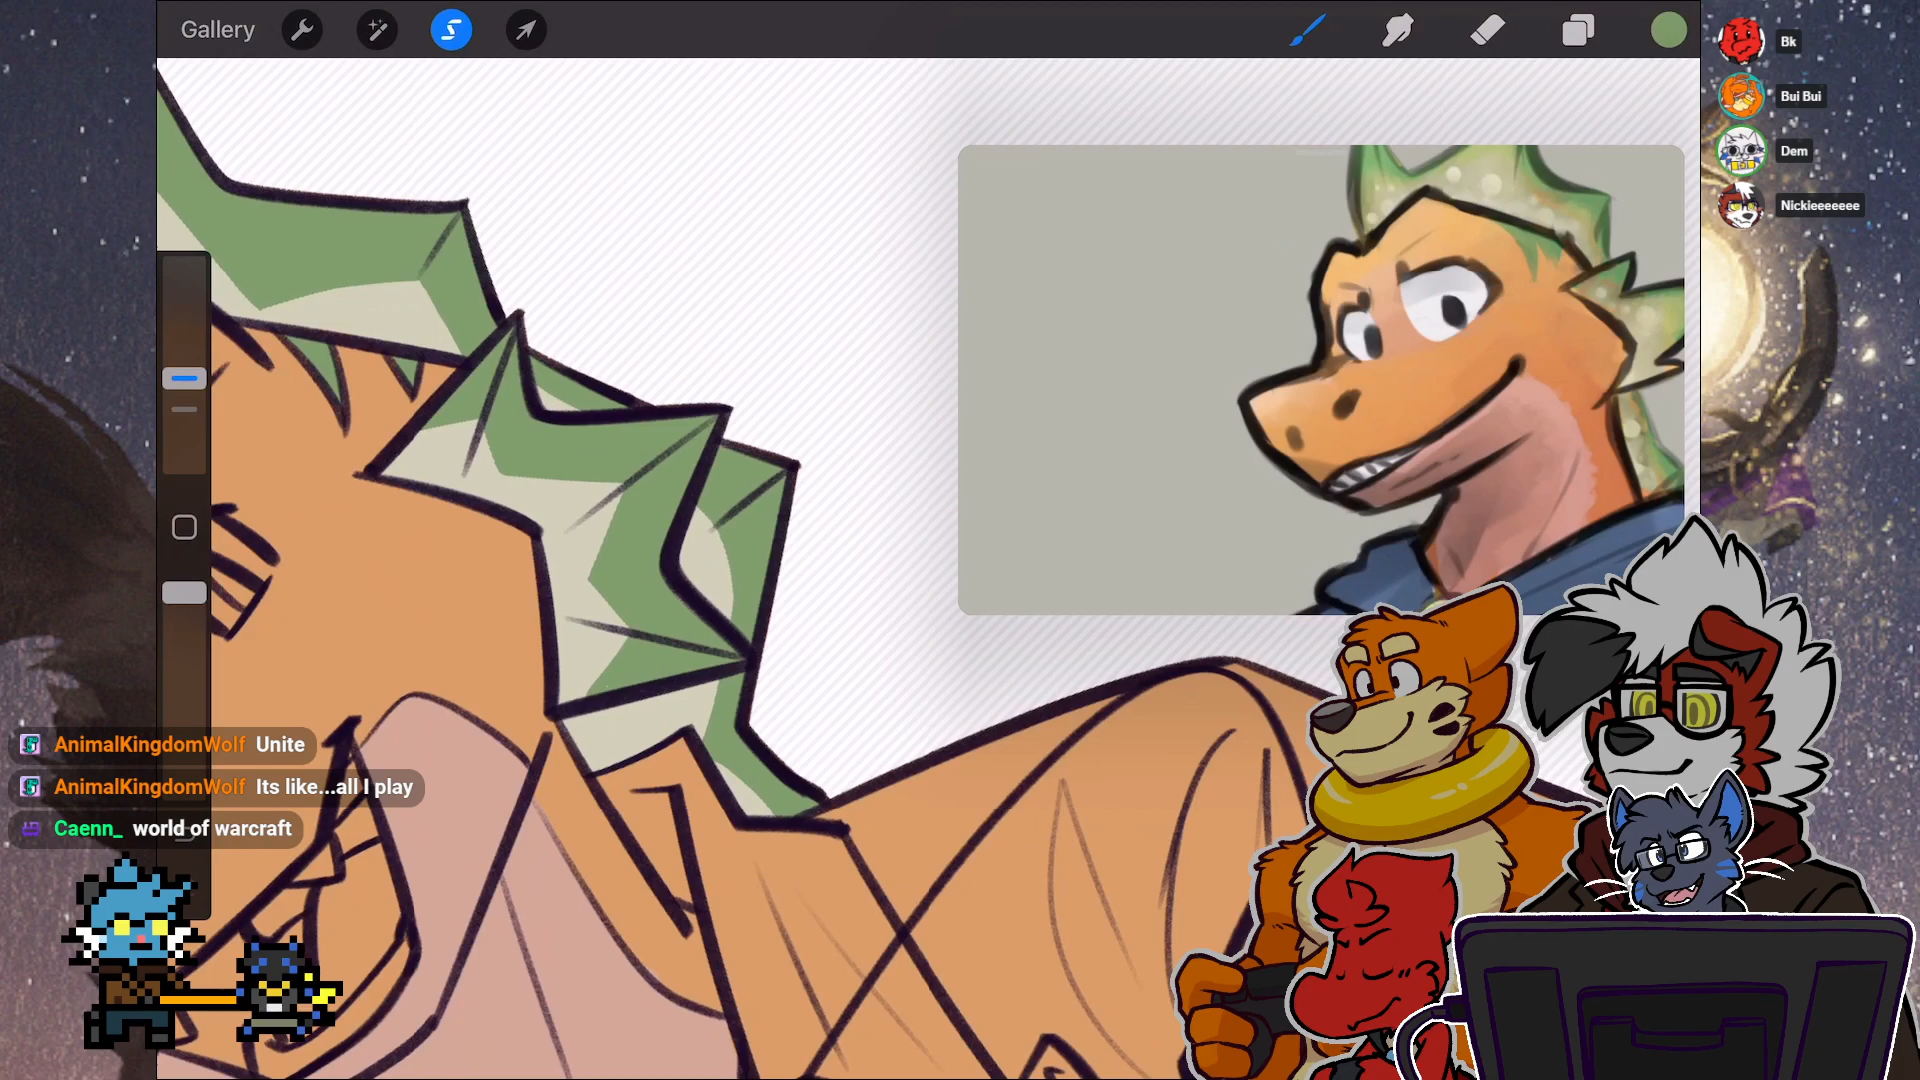 Gallery
Bk
Bui Bui
Dem
Nickieeeeeee
AnimalKingdomWolf Unite
AnimalKingdomWolf Its like...all I play
Caenn_ world of warcraft